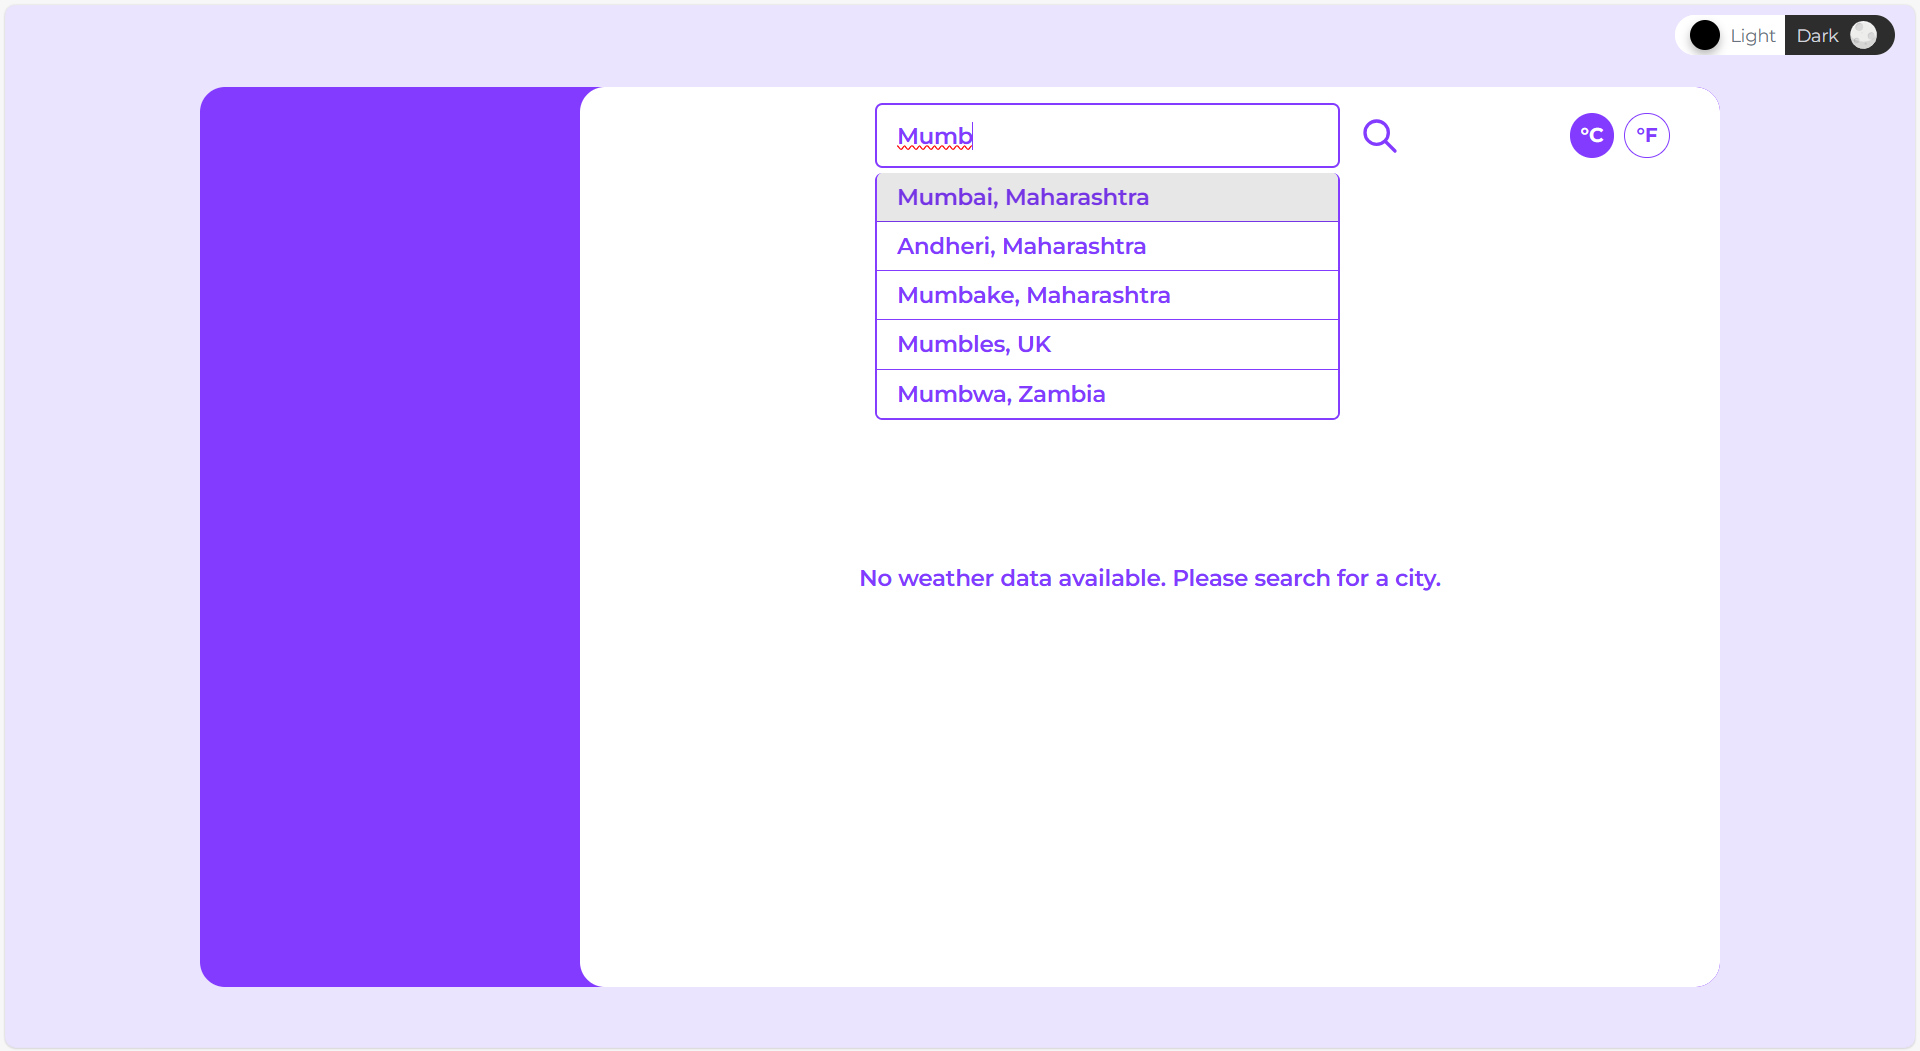 Light Dark
Mumb
°C °F
Mumbai, Maharashtra
Andheri, Maharashtra
Mumbake, Maharashtra
Mumbles, UK
Mumbwa, Zambia
No weather data available. Please search for a city.